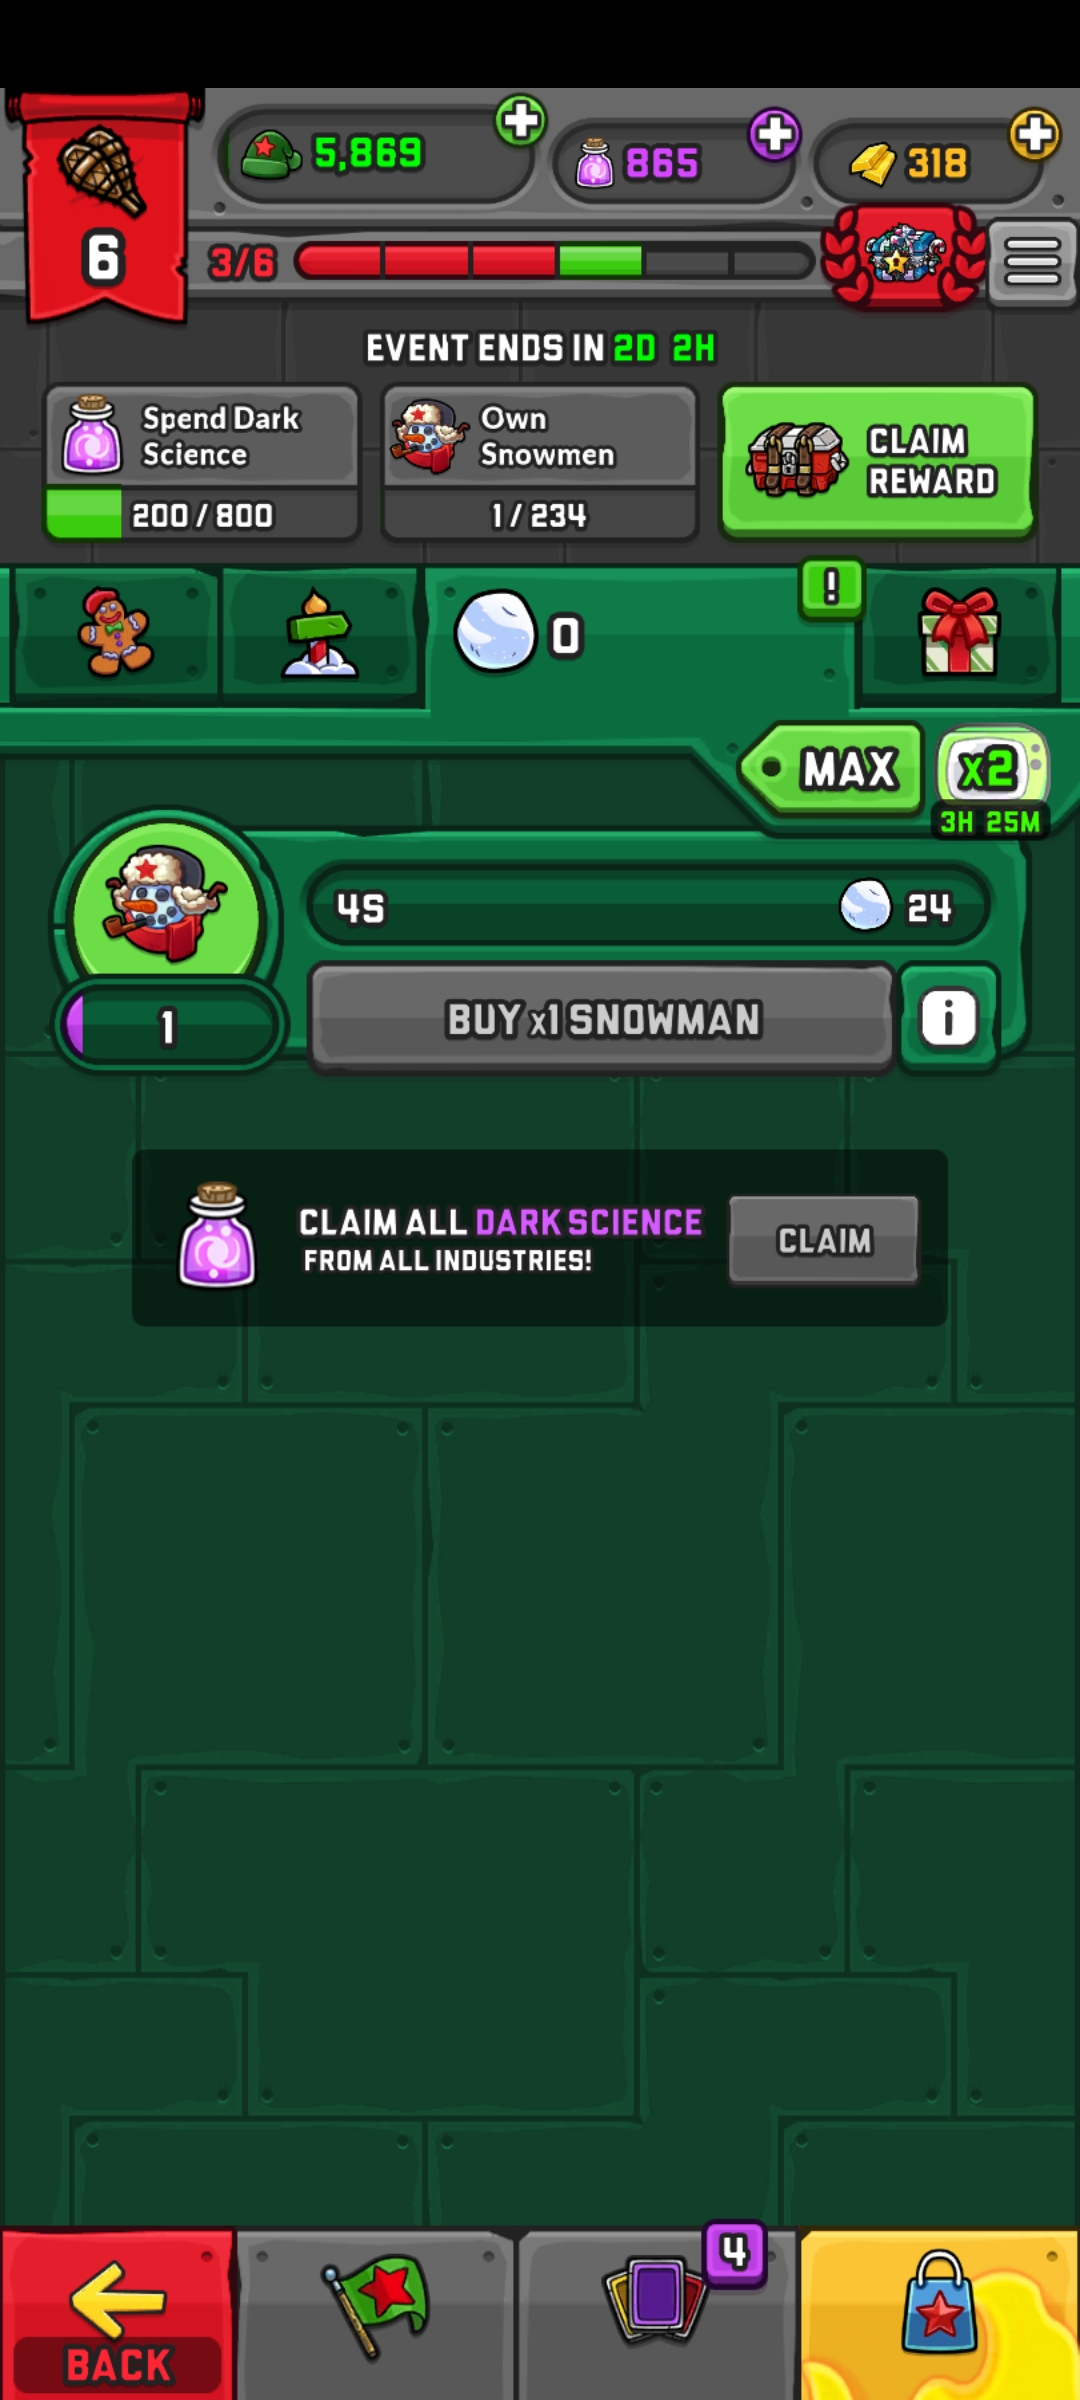 5,869
865
318
6
3/6
EVENT ENDS IN 2D 2H
Spend Dark
Science
200 / 800
Own
Snowmen
1 / 234
CLAIM
REWARD
!
0
MAX
x2
3H 25M
4S
24
1
BUY x1 SNOWMAN
i
CLAIM ALL DARK SCIENCE
FROM ALL INDUSTRIES!
CLAIM
4
BACK